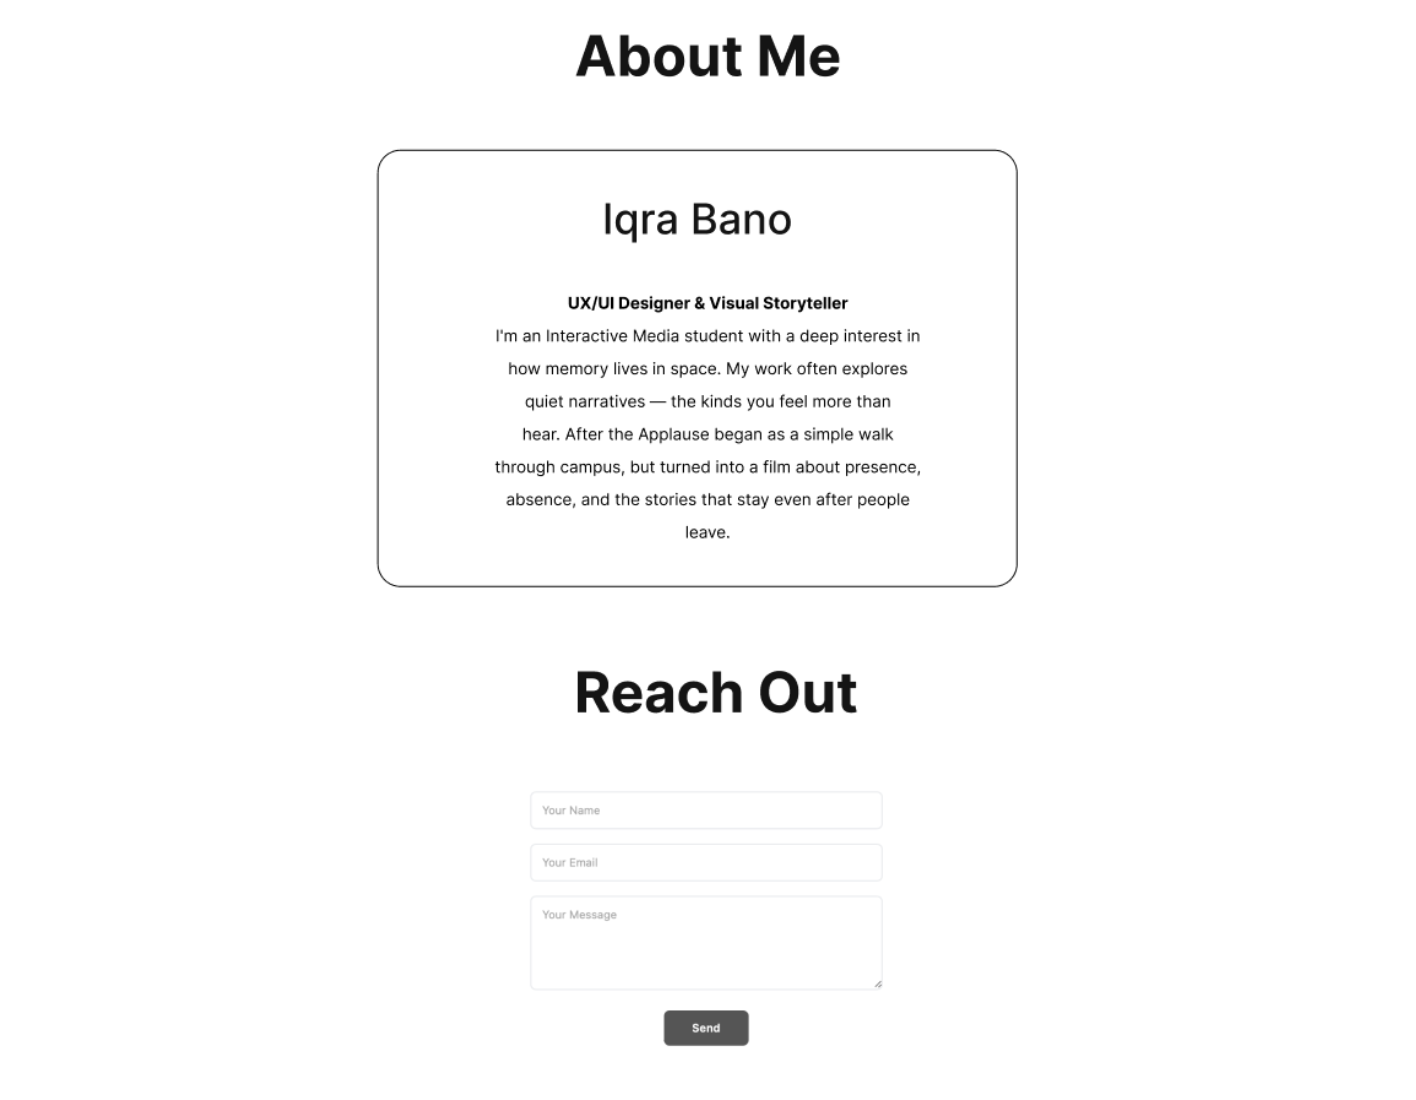 About Me
Iqra Bano
UX/UI Designer & Visual Storyteller
I'm an Interactive Media student with a deep interest in
how memory lives in space. My work often explores
quiet narratives — the kinds you feel more than
hear. After the Applause began as a simple walk
through campus, but turned into a film about presence,
absence, and the stories that stay even after people
leave.
Reach Out
Your Name
Your Email
Your Message
Send